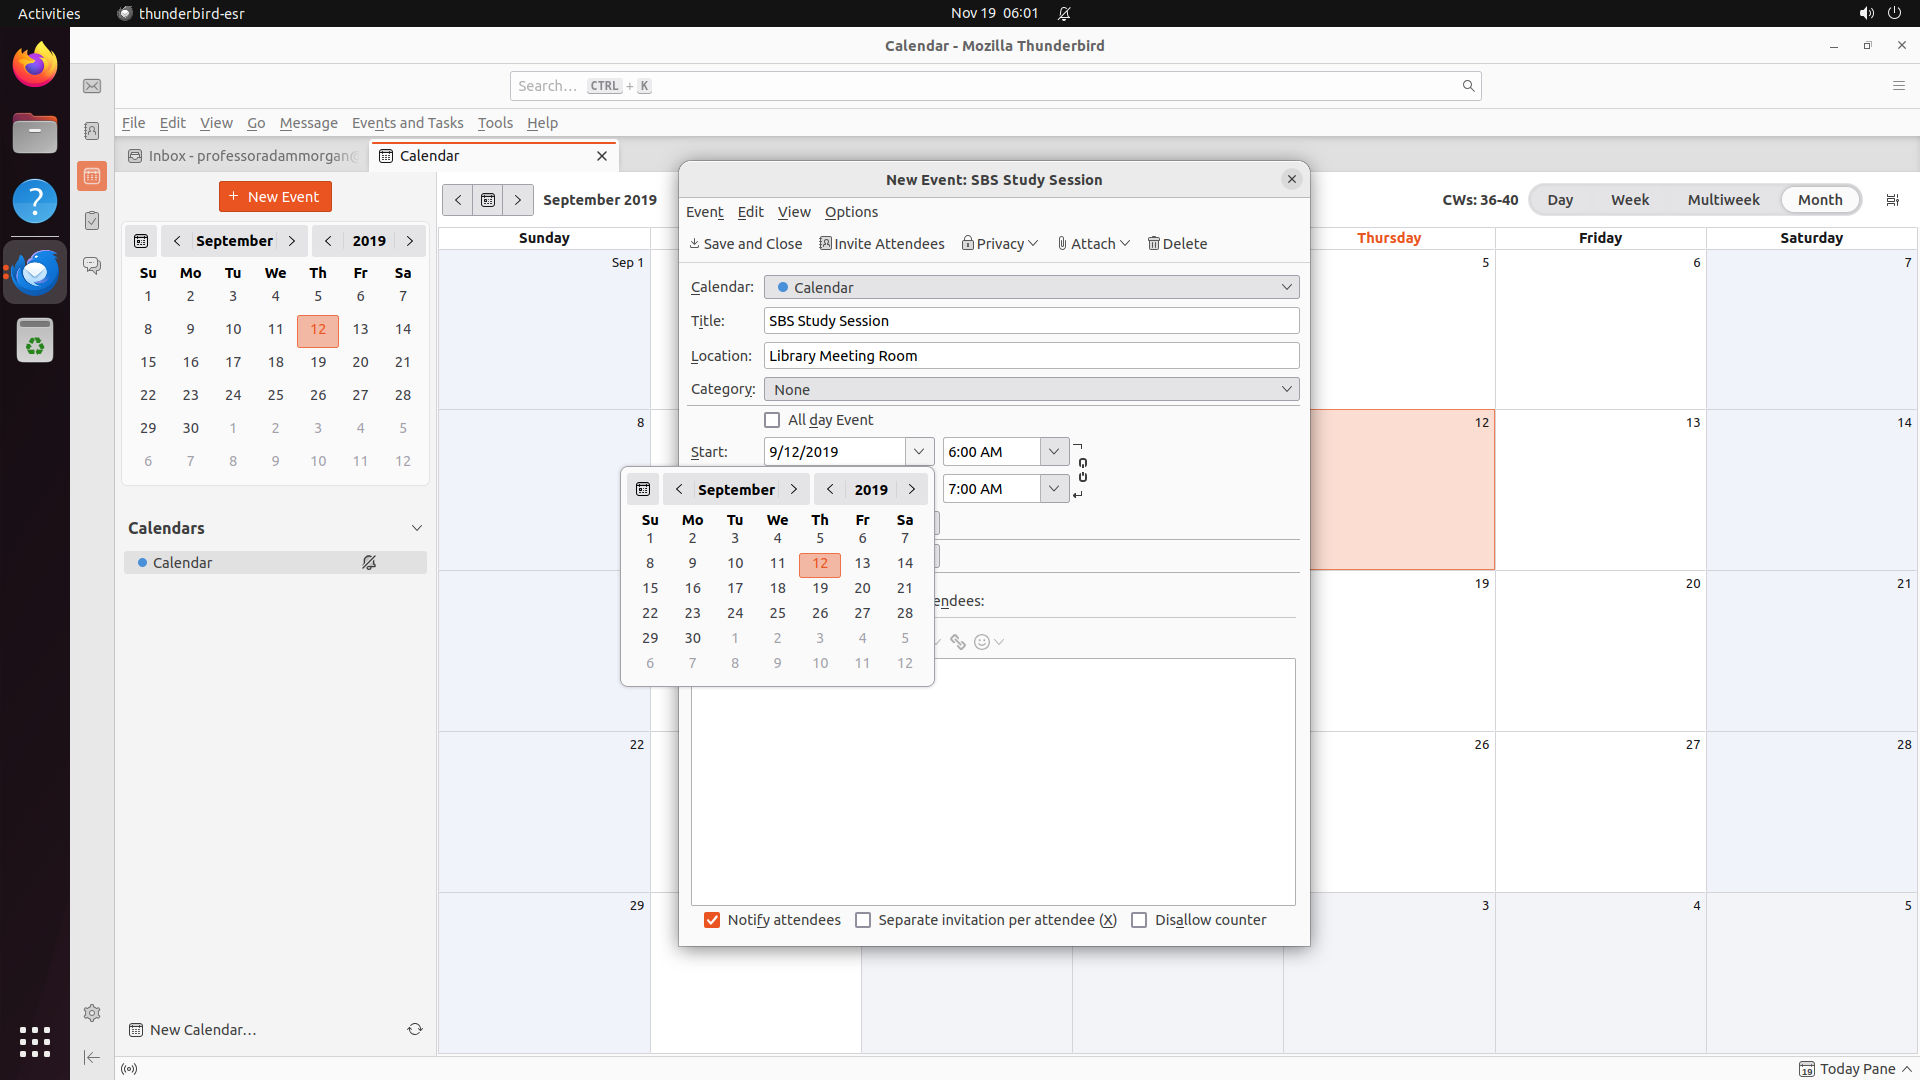 Activities
thunderbird-esr
Nov 19 06:01
Calendar - Mozilla Thunderbird
Search… CTRL + K
File Edit View Go Message Events and Tasks Tools Help
Inbox - professoradammorgan@
Calendar
New Event
September 2019
CWs: 36-40
Day Week Multiweek Month
September 2019
Su Mo Tu We Th Fr Sa
1 2 3 4 5 6 7
8 9 10 11 12 13 14
15 16 17 18 19 20 21
22 23 24 25 26 27 28
29 30 1 2 3 4 5
6 7 8 9 10 11 12
Calendars
Calendar
New Calendar…
Sunday Thursday Friday Saturday
Sep 1 5 6 7
8 12 13 14
19 20 21
22 26 27 28
29 3 4 5
New Event: SBS Study Session
Event Edit View Options
Save and Close Invite Attendees Privacy Attach Delete
Calendar: Calendar
Title: SBS Study Session
Location: Library Meeting Room
Category: None
All day Event
Start: 9/12/2019 6:00 AM
7:00 AM
September 2019
Su Mo Tu We Th Fr Sa
1 2 3 4 5 6 7
8 9 10 11 12 13 14
15 16 17 18 19 20 21
22 23 24 25 26 27 28
29 30 1 2 3 4 5
6 7 8 9 10 11 12
endees:
Notify attendees Separate invitation per attendee (X) Disallow counter
19 Today Pane